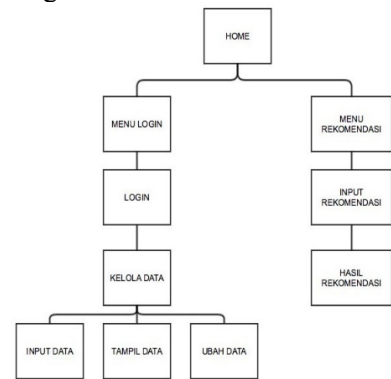 HOME
MENU LOGIN
MENU
REKOMENDASI
LOGIN
INPUT
REKOMENDASI
KELOLA DATA
HASIL
REKOMENDASI
INPUT DATA
TAMPIL DATA
UBAH DATA